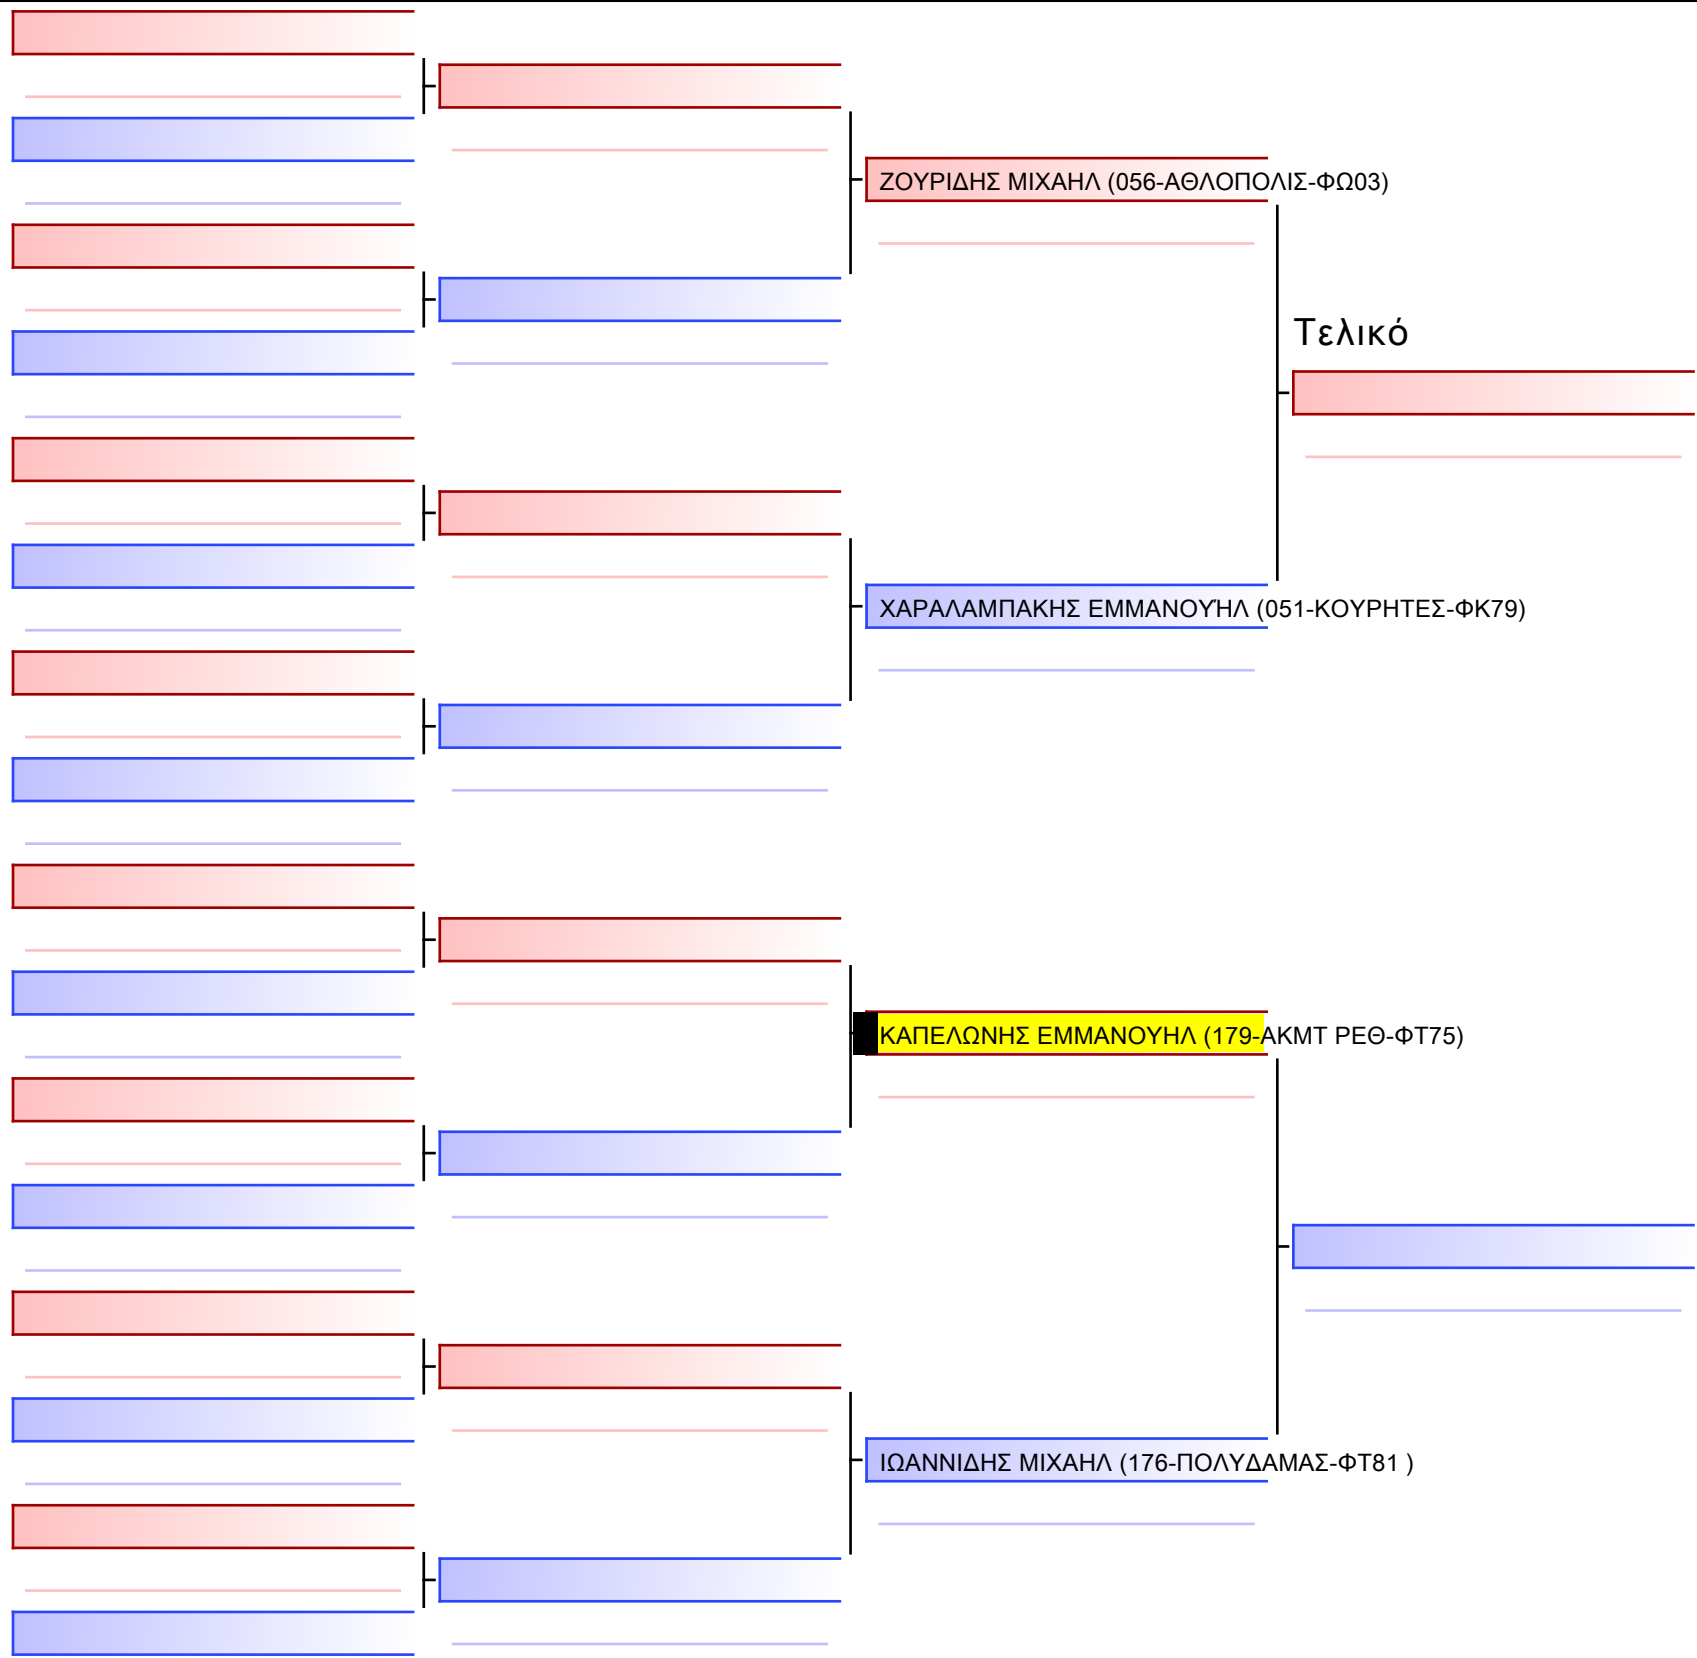 ΖΟΥΡΙΔΗΣ ΜΙΧΑΗΛ (056-ΑΘΛΟΠΟΛΙΣ-ΦΩ03)
Τελικό
ΧΑΡΑΛΑΜΠΑΚΗΣ ΕΜΜΑΝΟΥΉΛ (051-ΚΟΥΡΗΤΕΣ-ΦΚ79)
ΚΑΠΕΛΩΝΗΣ ΕΜΜΑΝΟΥΗΛ (179-ΑΚΜΤ ΡΕΘ-ΦΤ75)
ΙΩΑΝΝΙΔΗΣ ΜΙΧΑΗΛ (176-ΠΟΛΥΔΑΜΑΣ-ΦΤ81 )